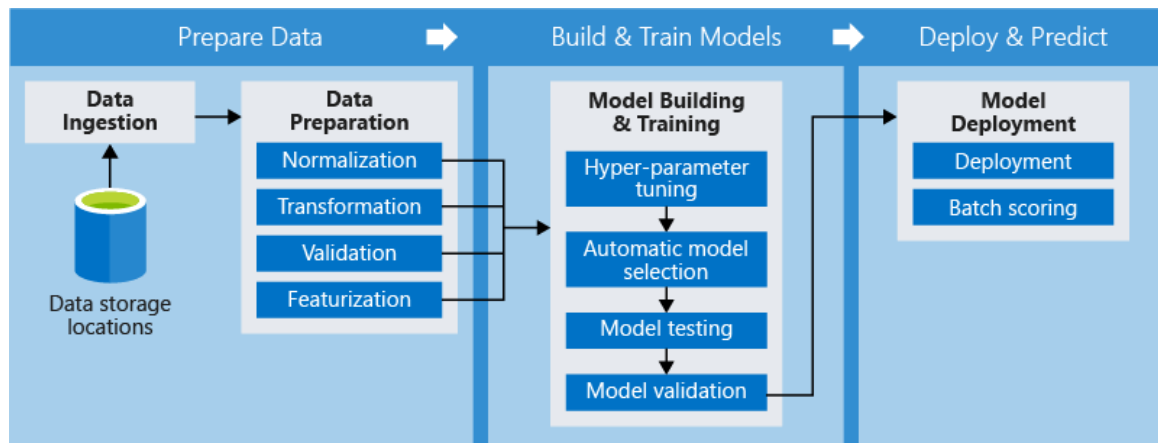 Prepare Data
Build & Train Models
Deploy & Predict
Data
Ingestion
Data storage
locations
Data
Preparation
Normalization
Transformation
Validation
Featurization
Model Building
& Training
Hyper-parameter
tuning
Automatic model
selection
Model testing
Model validation
Model
Deployment
Deployment
Batch scoring